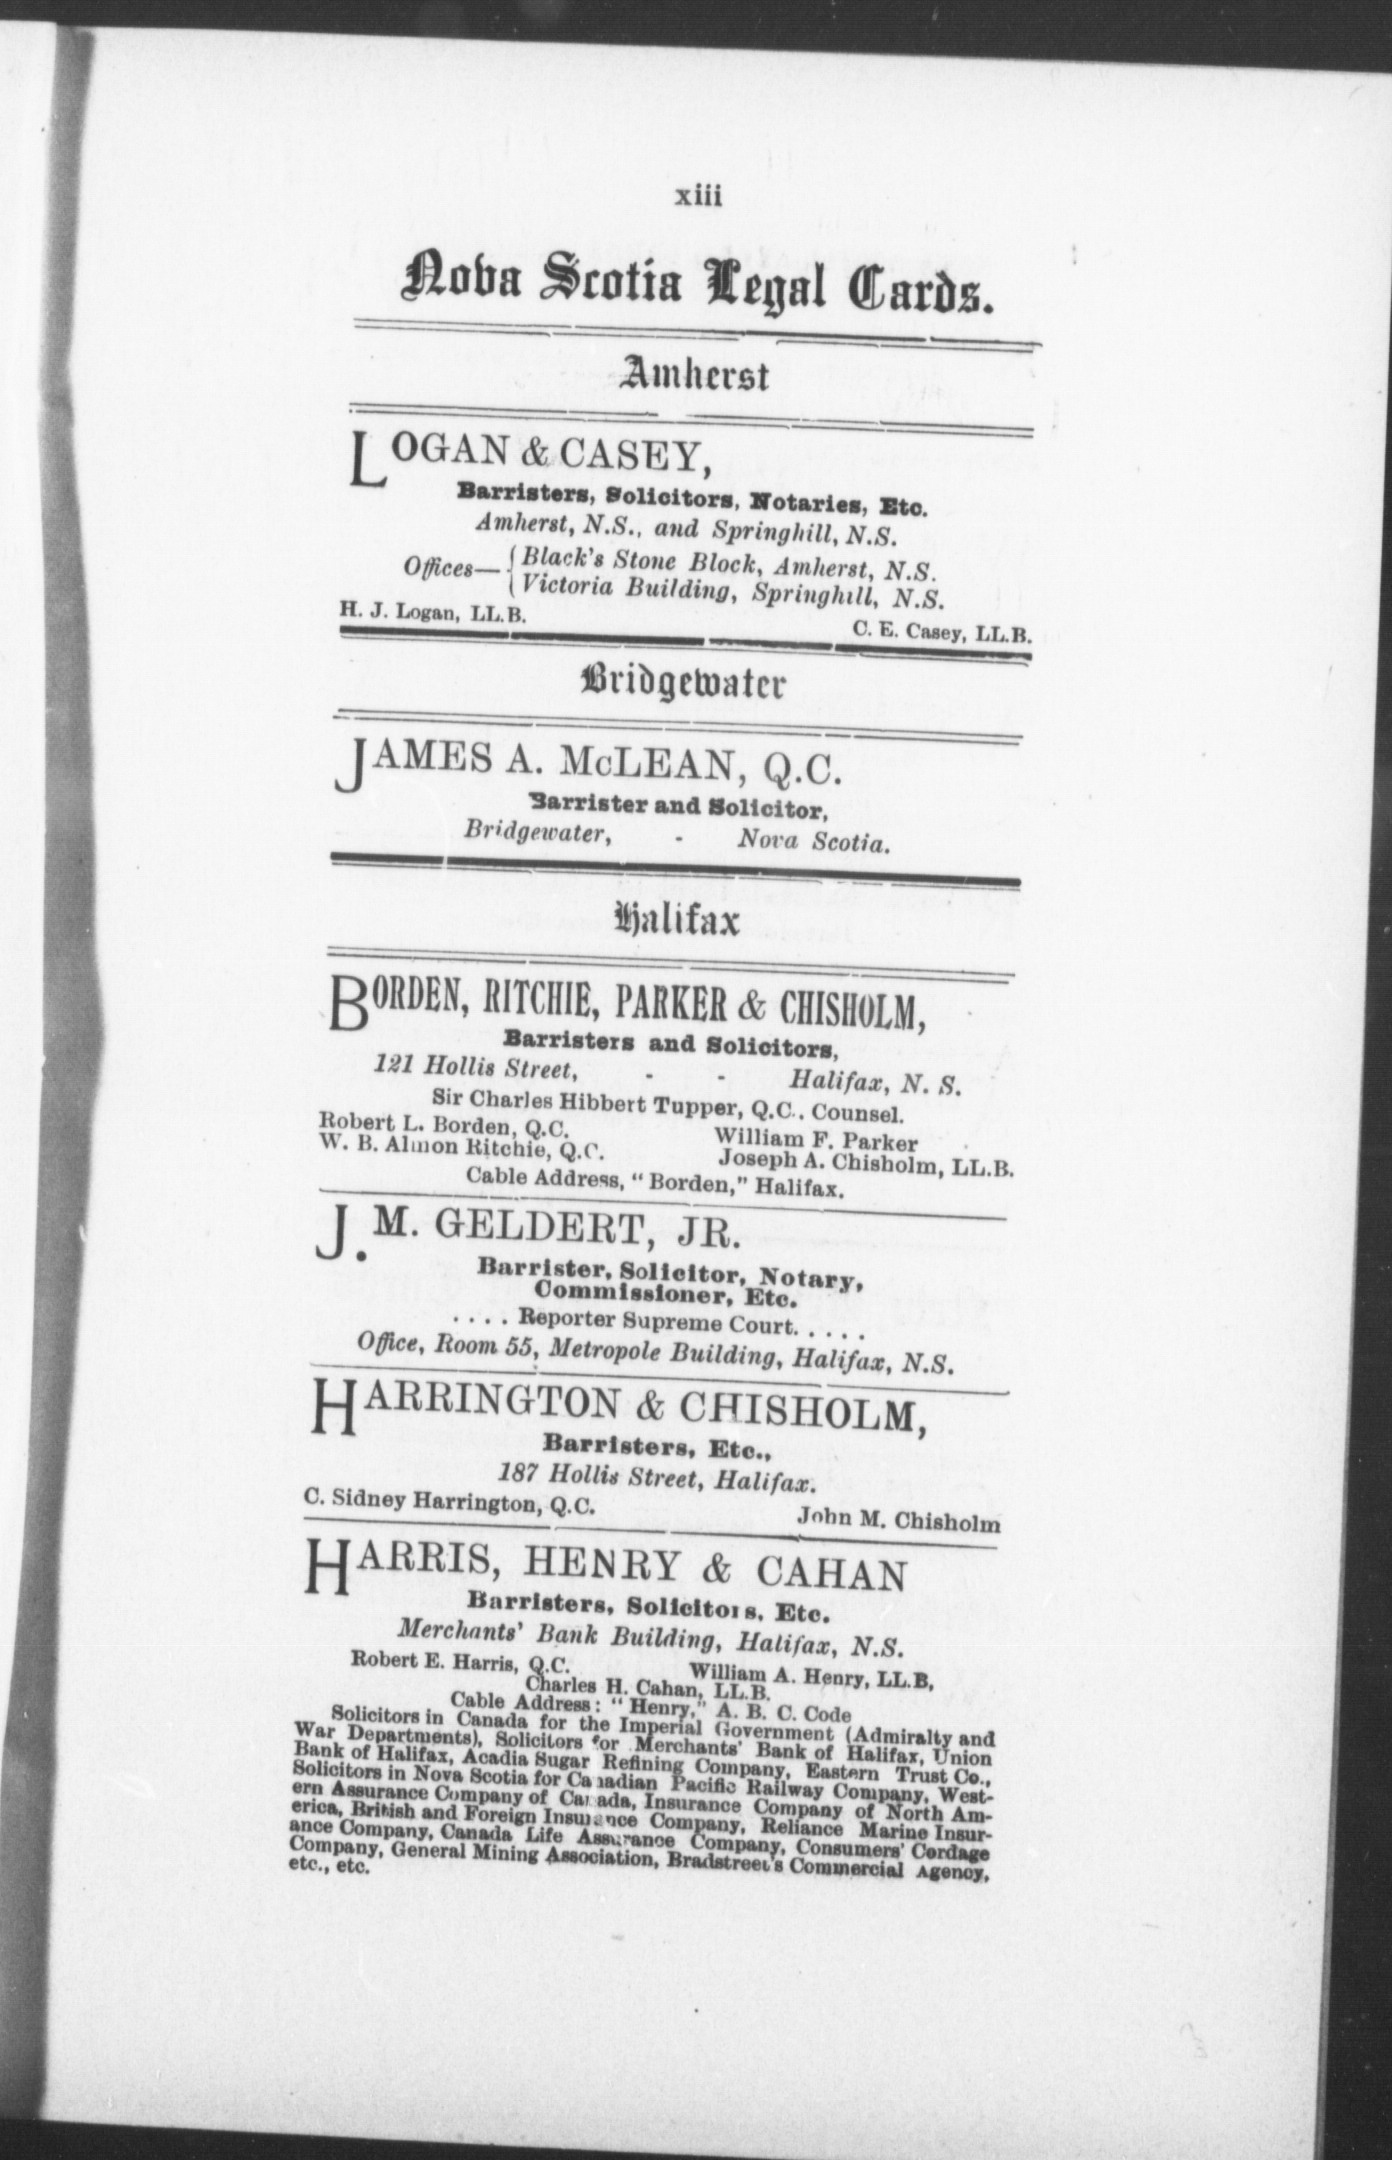 xiii
Nova Scotia Legal Cards.
Amherst
LOGAN & CASEY,
Barristers, Solicitors, Notaries, Etc.
Amherst, N.S., and Springhill, N.S.
Offices— { Black's Stone Block, Amherst, N.S.
{ Victoria Building, Springhill, N.S.
H. J. Logan, LL.B. C. E. Casey, LL.B.
Bridgewater
JAMES A. McLEAN, Q.C.
Barrister and Solicitor,
Bridgewater, - Nova Scotia.
Halifax
BORDEN, RITCHIE, PARKER & CHISHOLM,
Barristers and Solicitors,
121 Hollis Street, - - Halifax, N. S.
Sir Charles Hibbert Tupper, Q.C., Counsel.
Robert L. Borden, Q.C. William F. Parker
W. B. Almon Ritchie, Q.C. Joseph A. Chisholm, LL.B.
Cable Address, "Borden," Halifax.
J. M. GELDERT, JR.
Barrister, Solicitor, Notary,
Commissioner, Etc.
.... Reporter Supreme Court.....
Office, Room 55, Metropole Building, Halifax, N.S.
HARRINGTON & CHISHOLM,
Barristers, Etc.,
187 Hollis Street, Halifax.
C. Sidney Harrington, Q.C. John M. Chisholm
HARRIS, HENRY & CAHAN
Barristers, Solicitors, Etc.
Merchants' Bank Building, Halifax, N.S.
Robert E. Harris, Q.C. William A. Henry, LL.B,
Charles H. Cahan, LL.B.
Cable Address: "Henry," A. B. C. Code
Solicitors in Canada for the Imperial Government (Admiralty and
War Departments), Solicitors for Merchants' Bank of Halifax, Union
Bank of Halifax, Acadia Sugar Refining Company, Eastern Trust Co.,
Solicitors in Nova Scotia for Canadian Pacific Railway Company, West-
ern Assurance Company of Canada, Insurance Company of North Am-
erica, British and Foreign Insurance Company, Reliance Marine Insur-
ance Company, Canada Life Assurance Company, Consumers' Cordage
Company, General Mining Association, Bradstreet's Commercial Agency,
etc., etc.